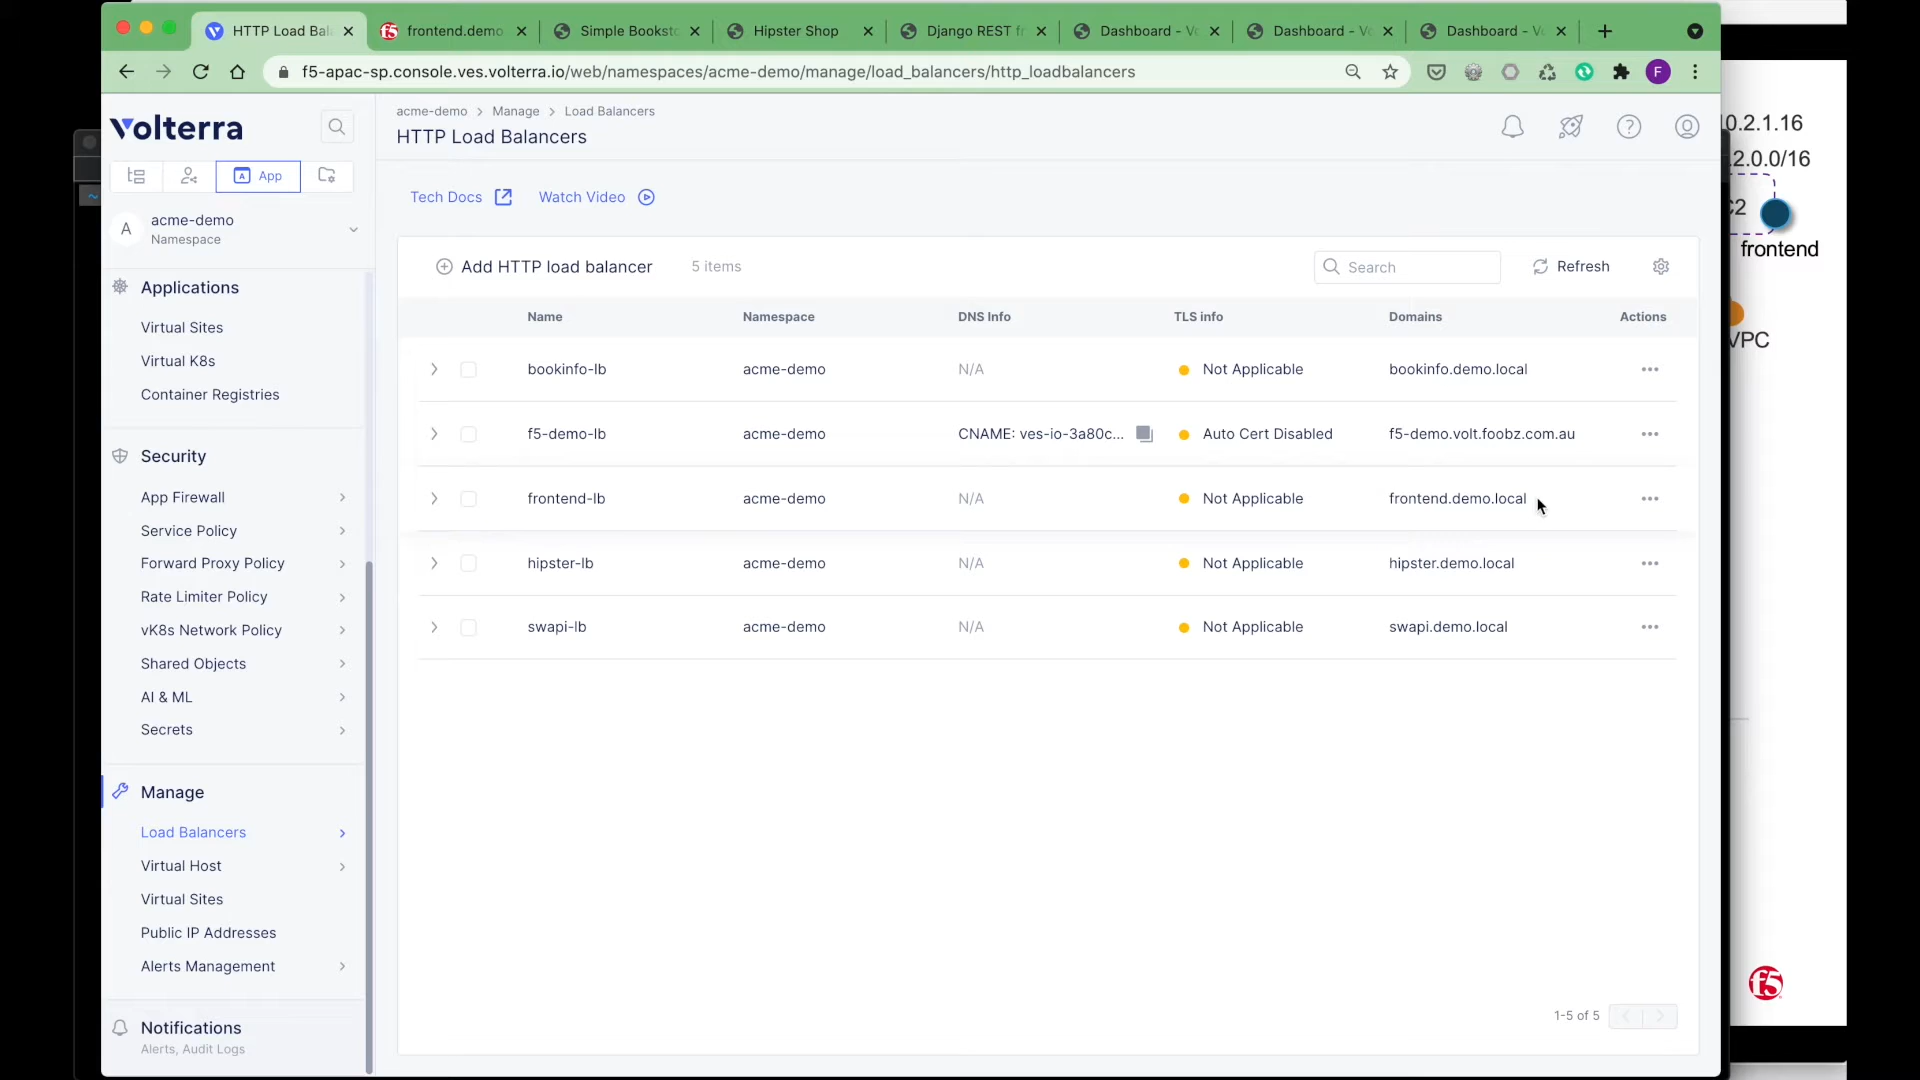 HTTP Load Bal
frontend.demo
Simple Booksto
Hipster Shop
Django REST fr
Dashboard - Vo
Dashboard - Vo
Dashboard - Vo
f5-apac-sp.console.ves.volterra.io/web/namespaces/acme-demo/manage/load_balancers/http_loadbalancers
F
Volterra
App
A
acme-demo
Namespace
Applications
Virtual Sites
Virtual K8s
Container Registries
Security
App Firewall
Service Policy
Forward Proxy Policy
Rate Limiter Policy
vK8s Network Policy
Shared Objects
AI & ML
Secrets
Manage
Load Balancers
Virtual Host
Virtual Sites
Public IP Addresses
Alerts Management
Notifications
Alerts, Audit Logs
acme-demo > Manage > Load Balancers
HTTP Load Balancers
Tech Docs
Watch Video
Add HTTP load balancer
5 items
Search
Refresh
Name Namespace DNS Info TLS info Domains Actions
bookinfo-lb acme-demo N/A Not Applicable bookinfo.demo.local
f5-demo-lb acme-demo CNAME: ves-io-3a80c... Auto Cert Disabled f5-demo.volt.foobz.com.au
frontend-lb acme-demo N/A Not Applicable frontend.demo.local
hipster-lb acme-demo N/A Not Applicable hipster.demo.local
swapi-lb acme-demo N/A Not Applicable swapi.demo.local
1-5 of 5
0.2.1.16
.2.0.0/16
C2
frontend
VPC
f5